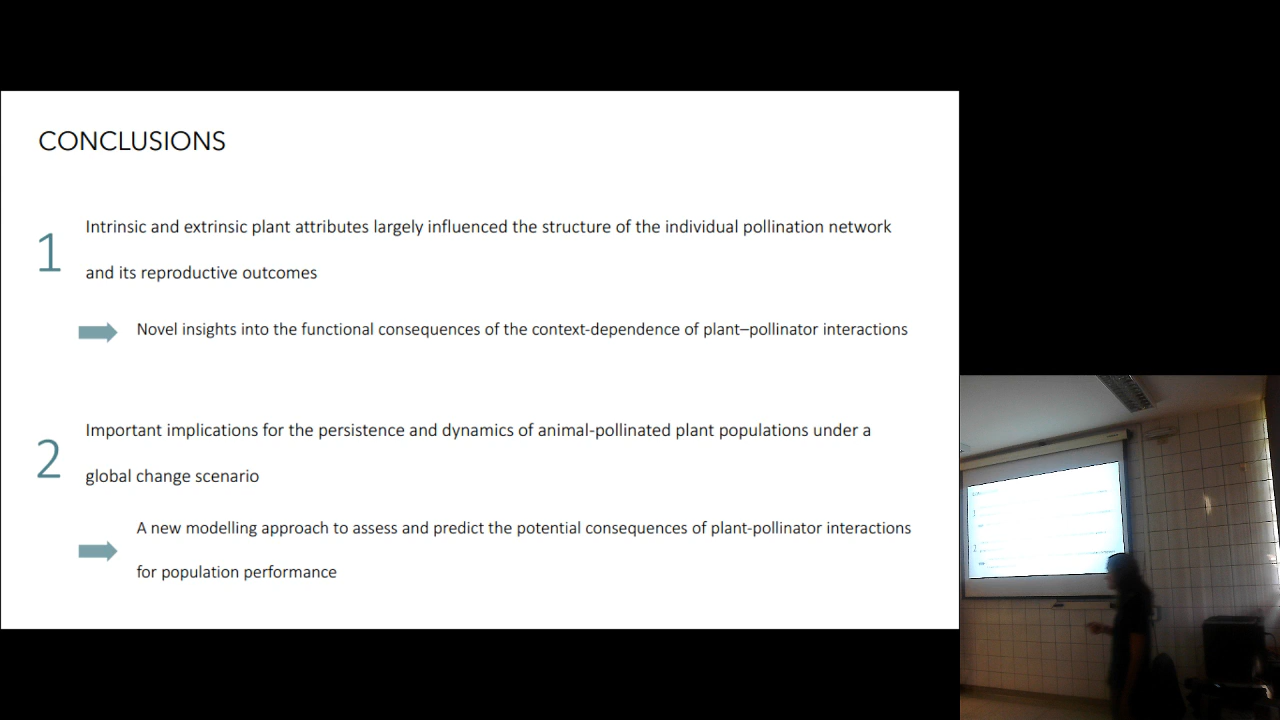 CONCLUSIONS
1
Intrinsic and extrinsic plant attributes largely influenced the structure of the individual pollination network
and its reproductive outcomes
Novel insights into the functional consequences of the context-dependence of plant–pollinator interactions
2
Important implications for the persistence and dynamics of animal-pollinated plant populations under a
global change scenario
A new modelling approach to assess and predict the potential consequences of plant-pollinator interactions
for population performance